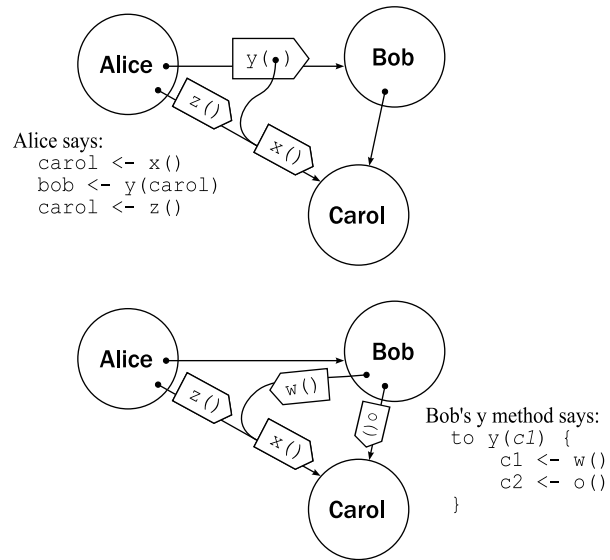 Alice
y( )
Bob
z()
x()
Alice says:
carol <- x()
bob <- y(carol)
carol <- z()
Carol
Alice
Bob
w()
z()
x()
o()
Bob's y method says:
to y(c1) {
c1 <- w()
c2 <- o()
}
Carol